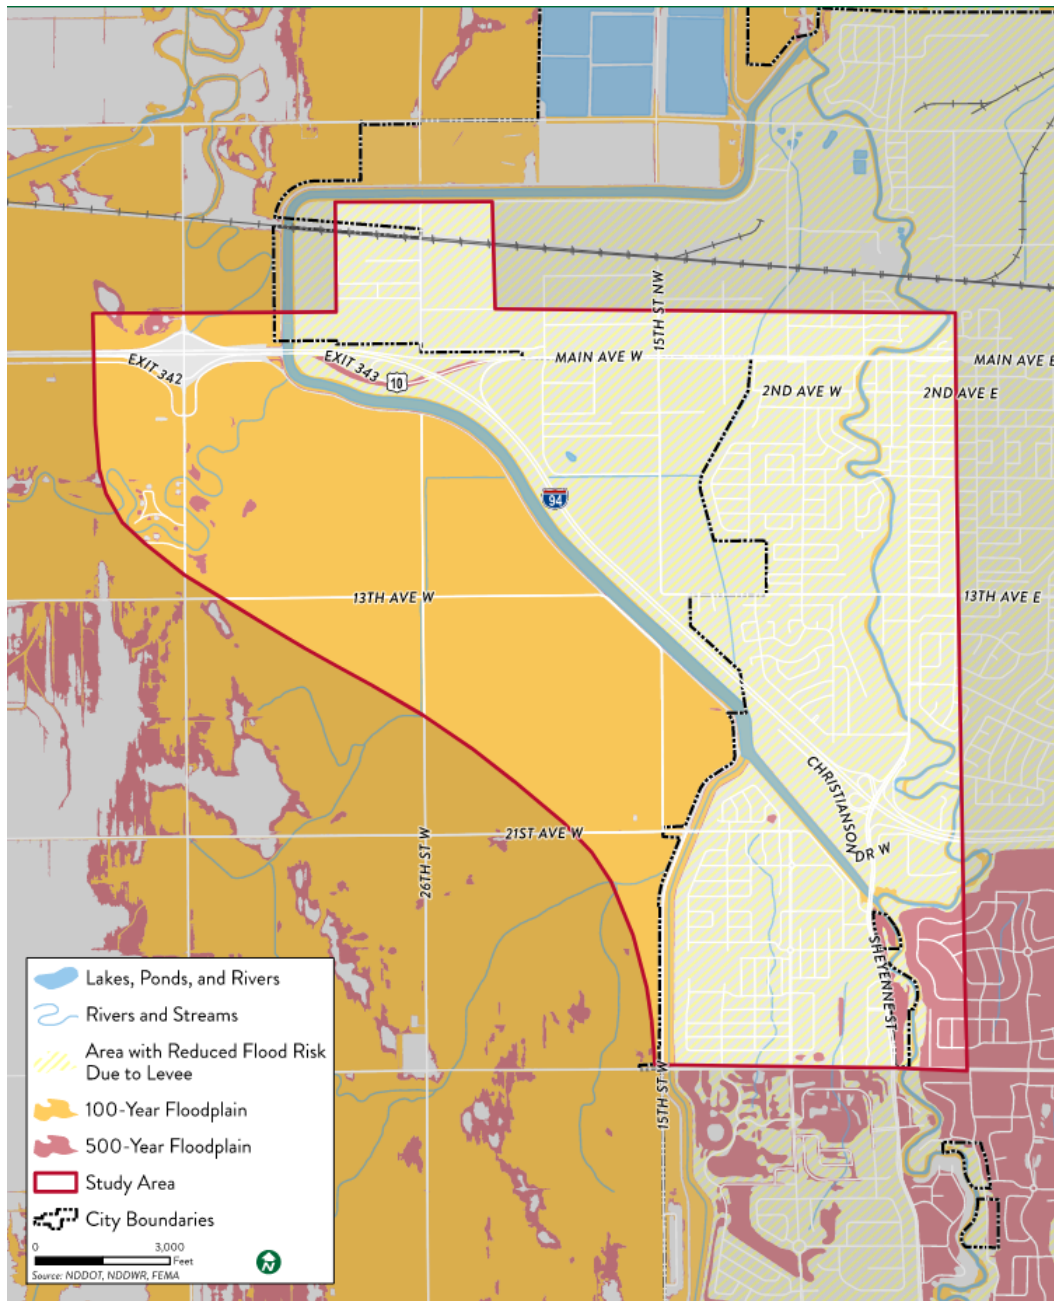 15TH ST NW
EXIT 342
EXIT 343
10
MAIN AVE W
MAIN AVE E
2ND AVE W
2ND AVE E
94
13TH AVE W
13TH AVE E
CHRISTIANSON
DR W
21ST AVE W
26TH ST W
SHEYENNE ST
15TH ST W
Lakes, Ponds, and Rivers
Rivers and Streams
Area with Reduced Flood Risk
Due to Levee
100-Year Floodplain
500-Year Floodplain
Study Area
City Boundaries
0 3,000
Feet
N
Source: NDDOT, NDDWR, FEMA